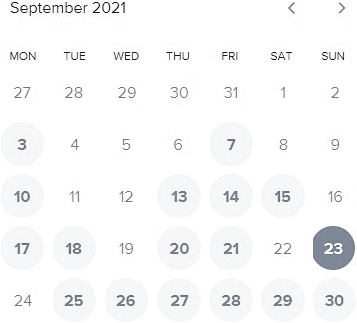 September 2021
MON TUE WED THU FRI SAT SUN
27 28 29 30 31 1 2
3 4 5 6 7 8 9
10 11 12 13 14 15 16
17 18 19 20 21 22 23
24 25 26 27 28 29 30